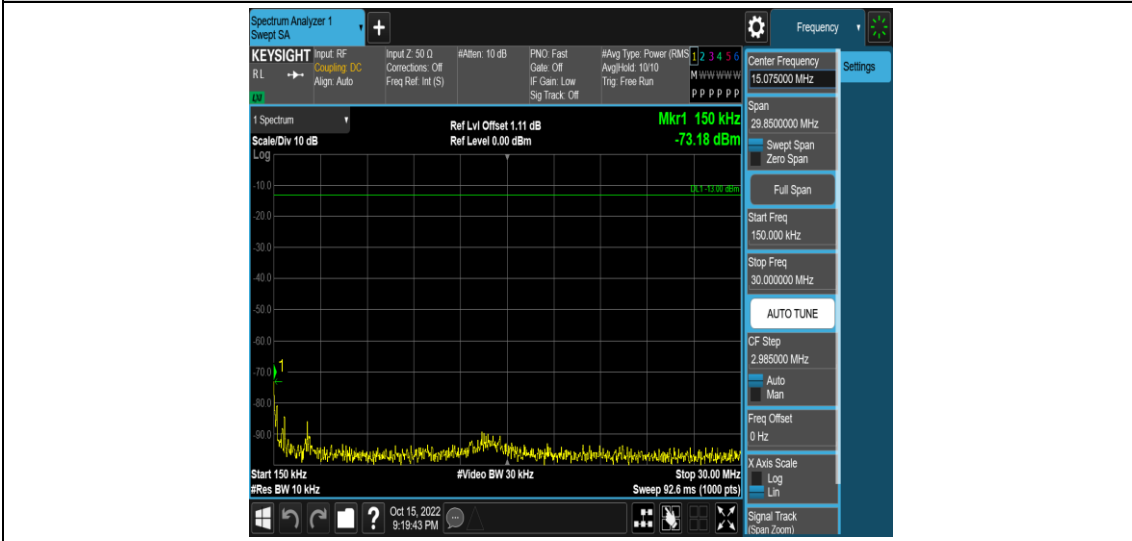 Spectrum Analyzer 1
Swept SA
+
Frequency
KEYSIGHT
RL
Input: RF
Coupling: DC
Align: Auto
Input Z: 50 Ω
Corrections: Off
Freq Ref: Int (S)
#Atten: 10 dB
PNO: Fast
Gate: Off
IF Gain: Low
Sig Track: Off
#Avg Type: Power (RMS
Avg|Hold: 10/10
Trig: Free Run
1 2 3 4 5 6
M W W W W W
P P P P P P
1 Spectrum
Scale/Div 10 dB
Log
Ref Lvl Offset 1.11 dB
Ref Level 0.00 dBm
Mkr1 150 kHz
-73.18 dBm
DL1 -13.00 dBm
-10.0
-20.0
-30.0
-40.0
-50.0
-60.0
-70.0
-80.0
-90.0
1
Start 150 kHz
#Video BW 30 kHz
Stop 30.00 MHz
#Res BW 10 kHz
Sweep 92.6 ms (1000 pts)
?
Oct 15, 2022
9:19:43 PM
Center Frequency
15.075000 MHz
Settings
Span
29.8500000 MHz
Swept Span
Zero Span
Full Span
Start Freq
150.000 kHz
Stop Freq
30.000000 MHz
AUTO TUNE
CF Step
2.985000 MHz
Auto
Man
Freq Offset
0 Hz
X Axis Scale
Log
Lin
Signal Track
(Span Zoom)